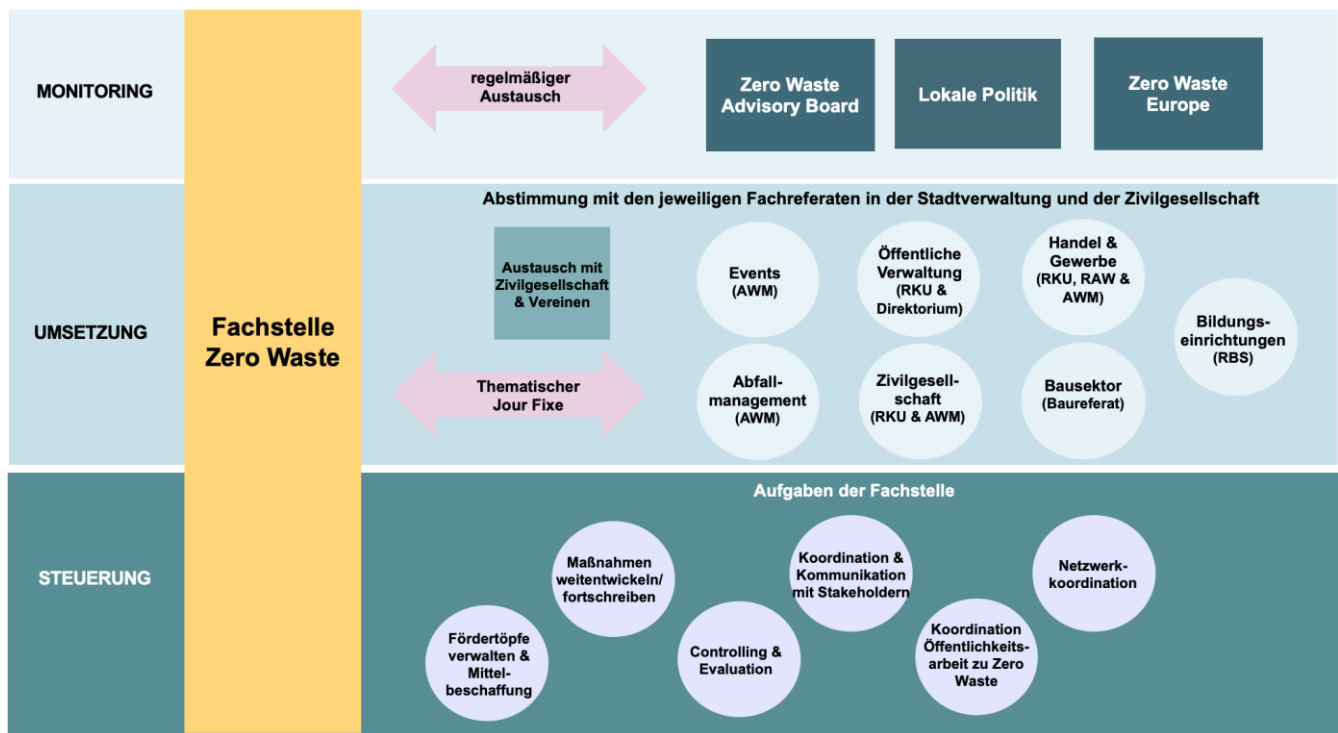 MONITORING
regelmäßiger
Austausch
Zero Waste
Advisory Board
Lokale Politik
Zero Waste
Europe
Fachstelle
Zero Waste
UMSETZUNG
Abstimmung mit den jeweiligen Fachreferaten in der Stadtverwaltung und der Zivilgesellschaft
Austausch mit
Zivilgesellschaft
& Vereinen
Thematischer
Jour Fixe
Events
(AWM)
Öffentliche
Verwaltung
(RKU &
Direktorium)
Handel &
Gewerbe
(RKU, RAW &
AWM)
Bildungs-
einrichtungen
(RBS)
Abfall-
management
(AWM)
Zivilgesell-
schaft
(RKU & AWM)
Bausektor
(Baureferat)
STEUERUNG
Aufgaben der Fachstelle
Fördertöpfe
verwalten &
Mittel-
beschaffung
Maßnahmen
weitentwickeln/
fortschreiben
Controlling &
Evaluation
Koordination &
Kommunikation
mit Stakeholdern
Koordination
Öffentlichkeits-
arbeit zu Zero
Waste
Netzwerk-
koordination